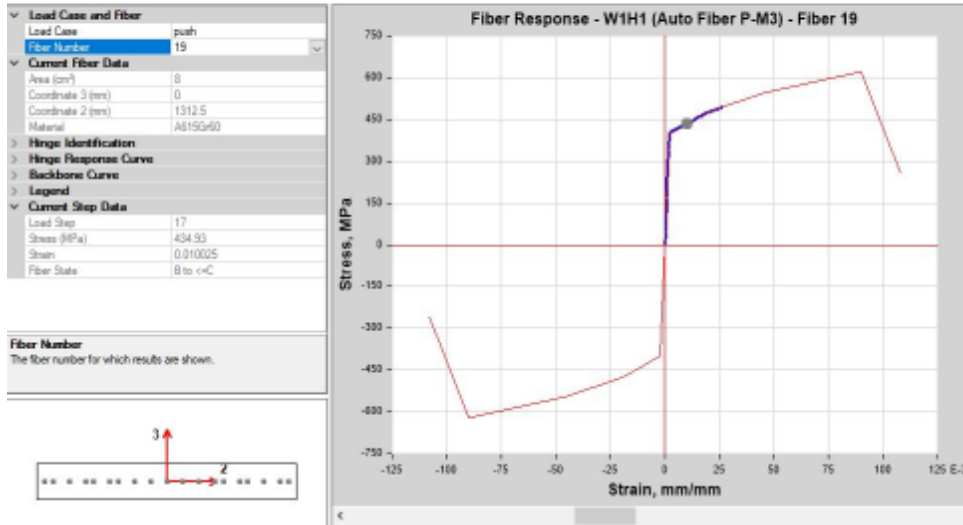 Load Case and Fiber
Load Case push
Fiber Number 19
Current Fiber Data
Area (cm²) 8
Coordinate 3 (mm) 0
Coordinate 2 (mm) 1312.5
Material A615Gr60
Hinge Identification
Hinge Response Curve
Backbone Curve
Legend
Current Step Data
Load Step 17
Stress (MPa) 434.93
Strain 0.010025
Fiber State B to <=C
Fiber Number
The fiber number for which results are shown.
3
2
Fiber Response - W1H1 (Auto Fiber P-M3) - Fiber 19
Stress, MPa
750
600
450
300
150
0
-150
-300
-450
-600
-750
-125 -100 -75 -50 -25 0 25 50 75 100 125 E-3
Strain, mm/mm